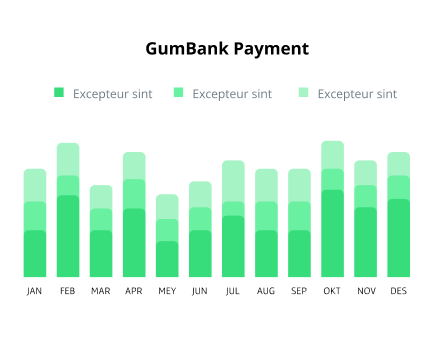 GumBank Payment
Excepteur sint Excepteur sint Excepteur sint
JAN FEB MAR APR MEY JUN JUL AUG SEP OKT NOV DES